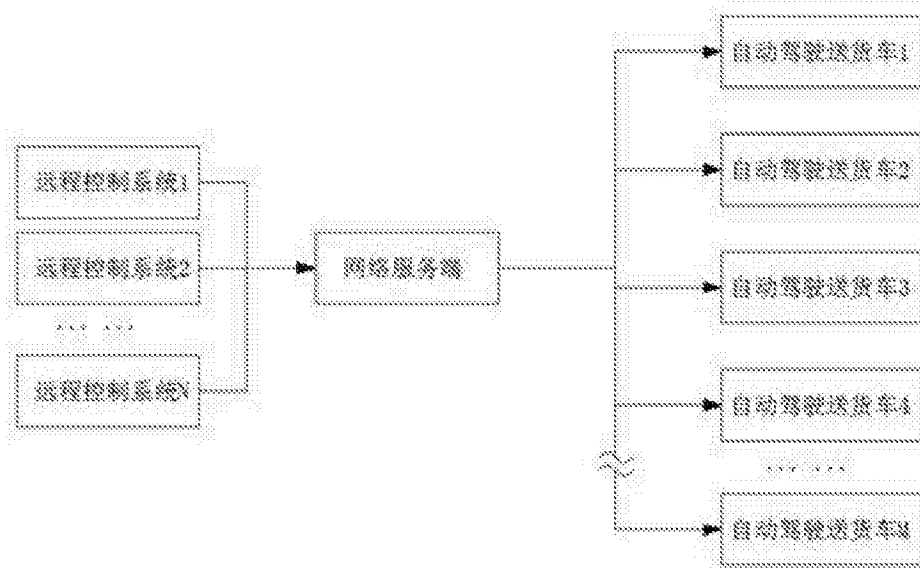 远程控制系统1
远程控制系统2
… …
远程控制系统N
网络服务端
自动驾驶送货车1
自动驾驶送货车2
自动驾驶送货车3
自动驾驶送货车4
… …
自动驾驶送货车M